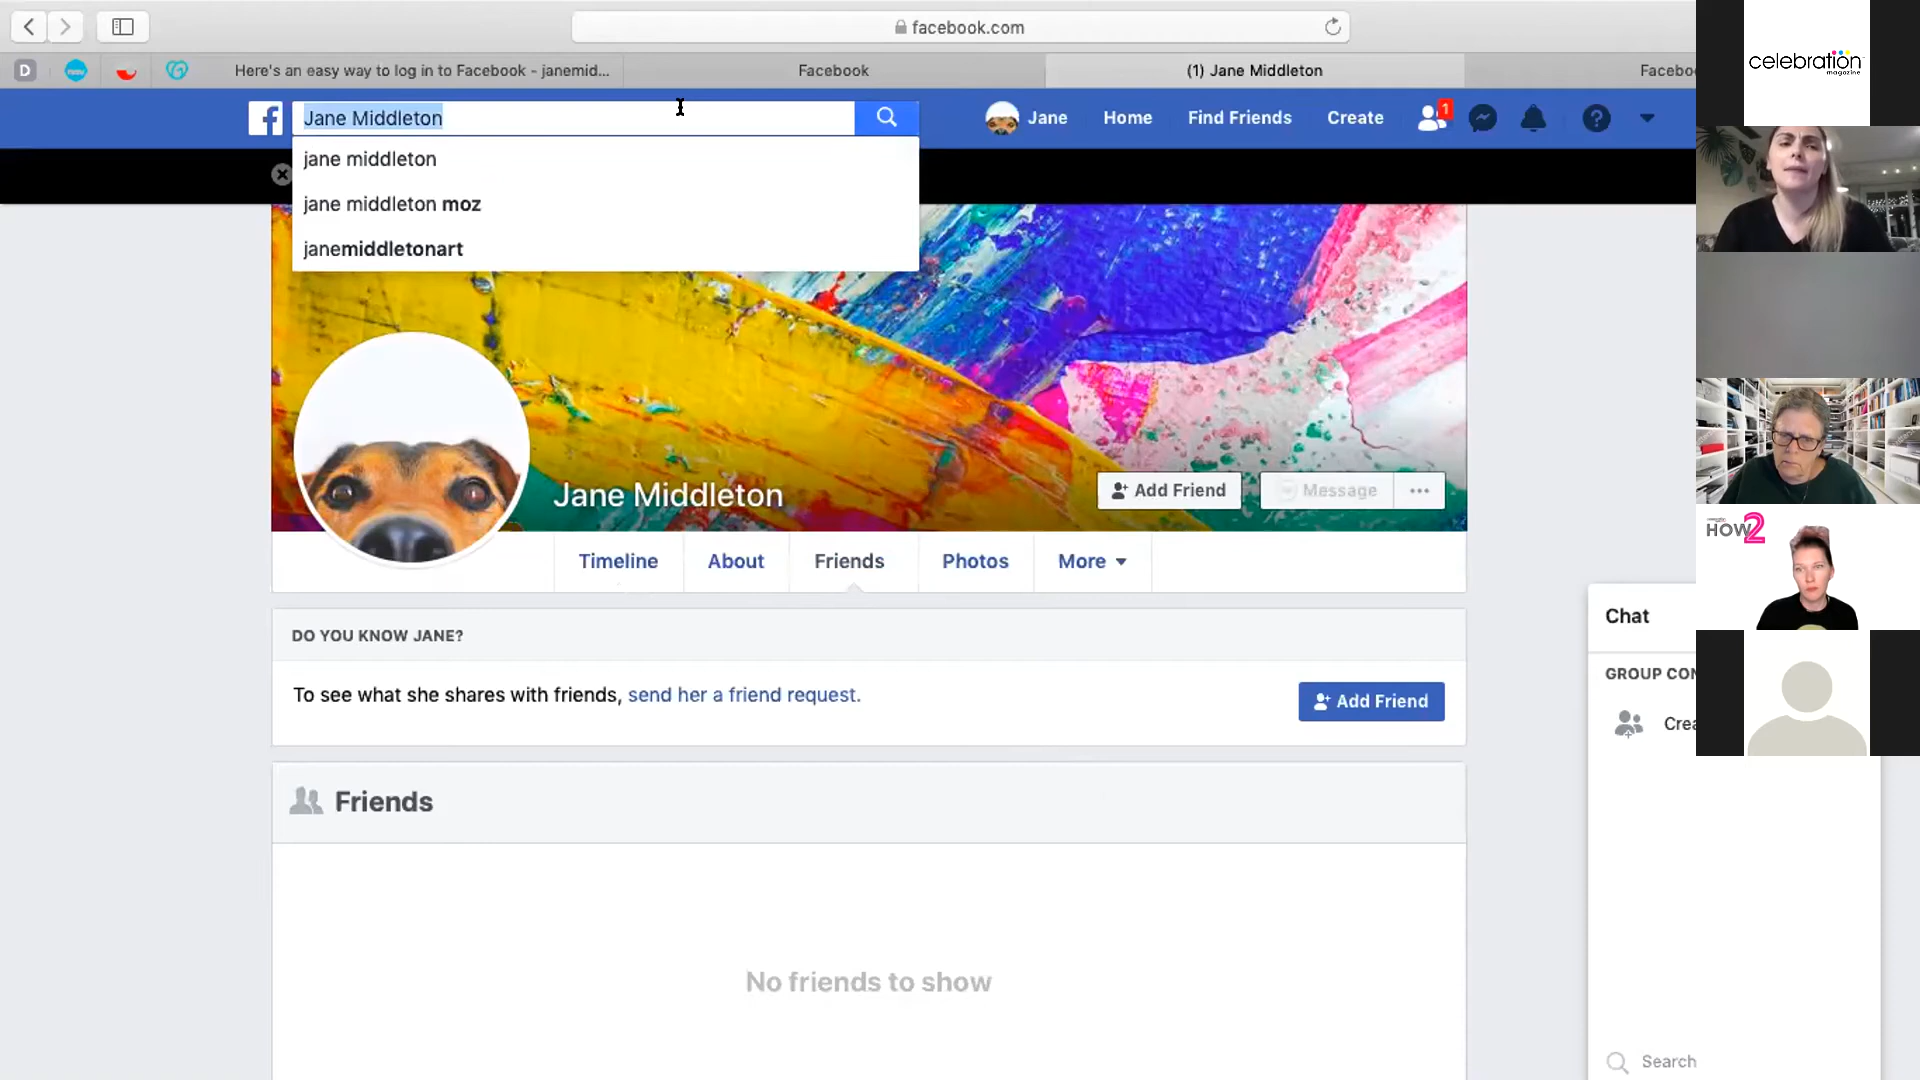 facebook.com
D
Here's an easy way to log in to Facebook - janemid...
Facebook
(1) Jane Middleton
Facebo
celebration
magazine
Jane Middleton
Jane
Home
Find Friends
Create
1
jane middleton
jane middleton moz
janemiddletonart
Jane Middleton
Add Friend
Message
HOW2
Timeline
About
Friends
Photos
More
Chat
DO YOU KNOW JANE?
GROUP CON
To see what she shares with friends, send her a friend request.
Add Friend
Crea
Friends
No friends to show
Search